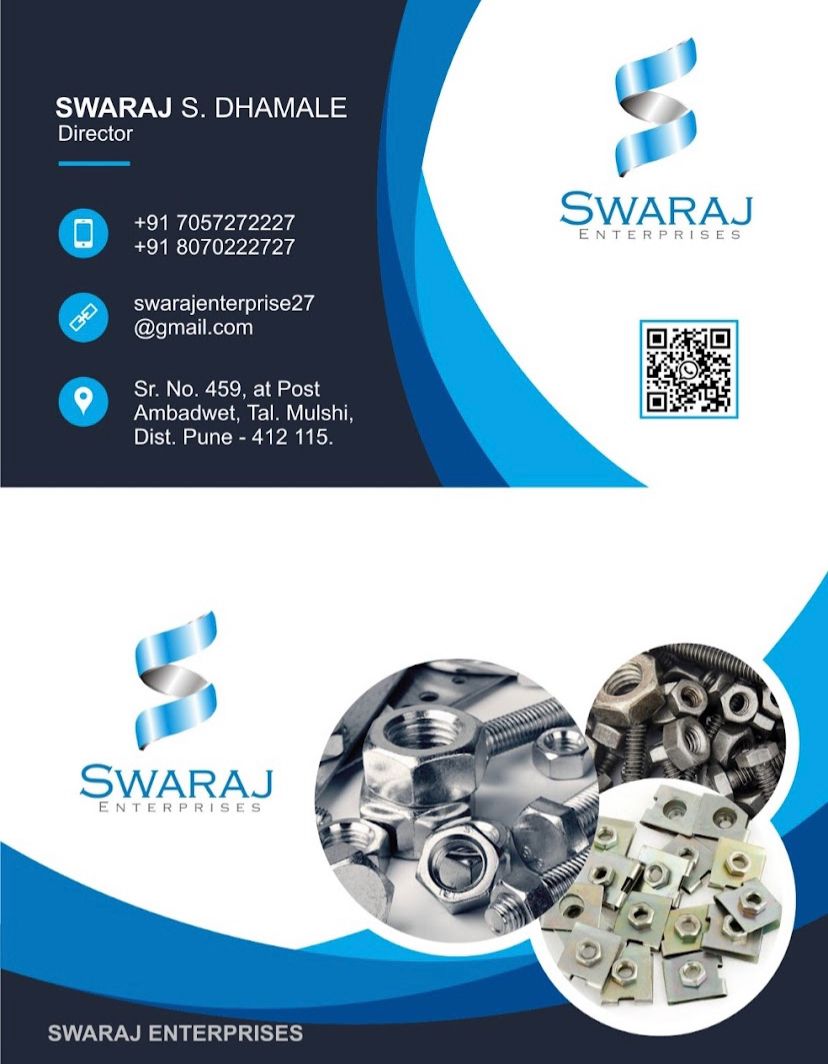 SWARAJ S. DHAMALE
Director
+91 7057272227
+91 8070222727
swarajenterprise27
@gmail.com
Sr. No. 459, at Post
Ambadwet, Tal. Mulshi,
Dist. Pune - 412 115.
SWARAJ
ENTERPRISES
SWARAJ
ENTERPRISES
SWARAJ ENTERPRISES